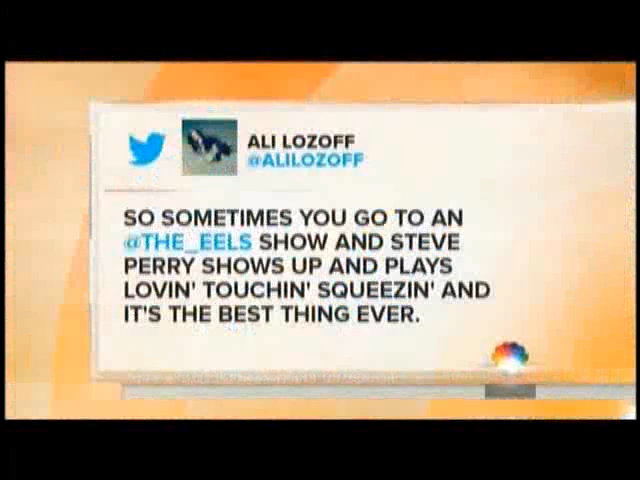 ALI LOZOFF
@ALILOZOFF
SO SOMETIMES YOU GO TO AN
@THE_EELS SHOW AND STEVE
PERRY SHOWS UP AND PLAYS
LOVIN' TOUCHIN' SQUEEZIN' AND
IT'S THE BEST THING EVER.